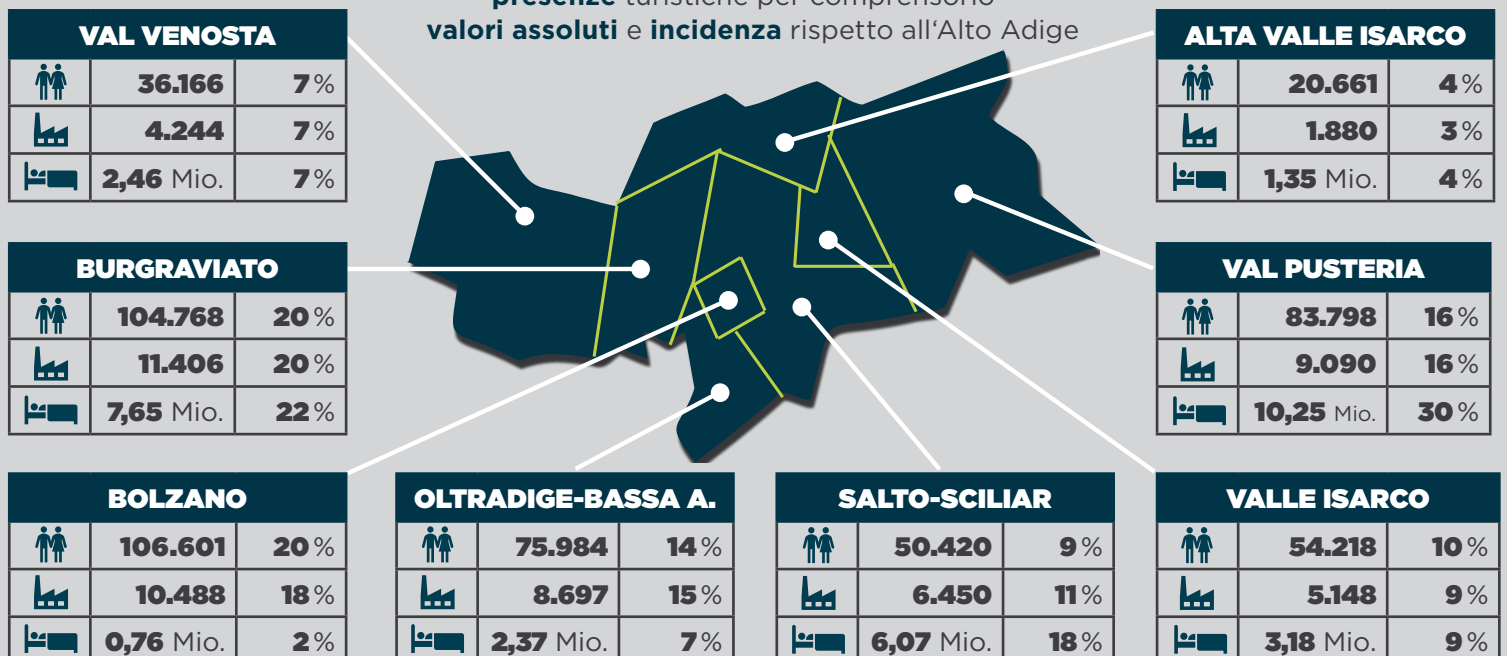 presenze turistiche per comprensorio
valori assoluti e incidenza rispetto all‘Alto Adige
VAL VENOSTA
36.166 7 %
4.244 7 %
2,46 Mio. 7 %
ALTA VALLE ISARCO
20.661 4 %
1.880 3 %
1,35 Mio. 4 %
BURGRAVIATO
104.768 20 %
11.406 20 %
7,65 Mio. 22 %
VAL PUSTERIA
83.798 16 %
9.090 16 %
10,25 Mio. 30 %
BOLZANO
106.601 20 %
10.488 18 %
0,76 Mio. 2 %
OLTRADIGE-BASSA A.
75.984 14 %
8.697 15 %
2,37 Mio. 7 %
SALTO-SCILIAR
50.420 9 %
6.450 11 %
6,07 Mio. 18 %
VALLE ISARCO
54.218 10 %
5.148 9 %
3,18 Mio. 9 %